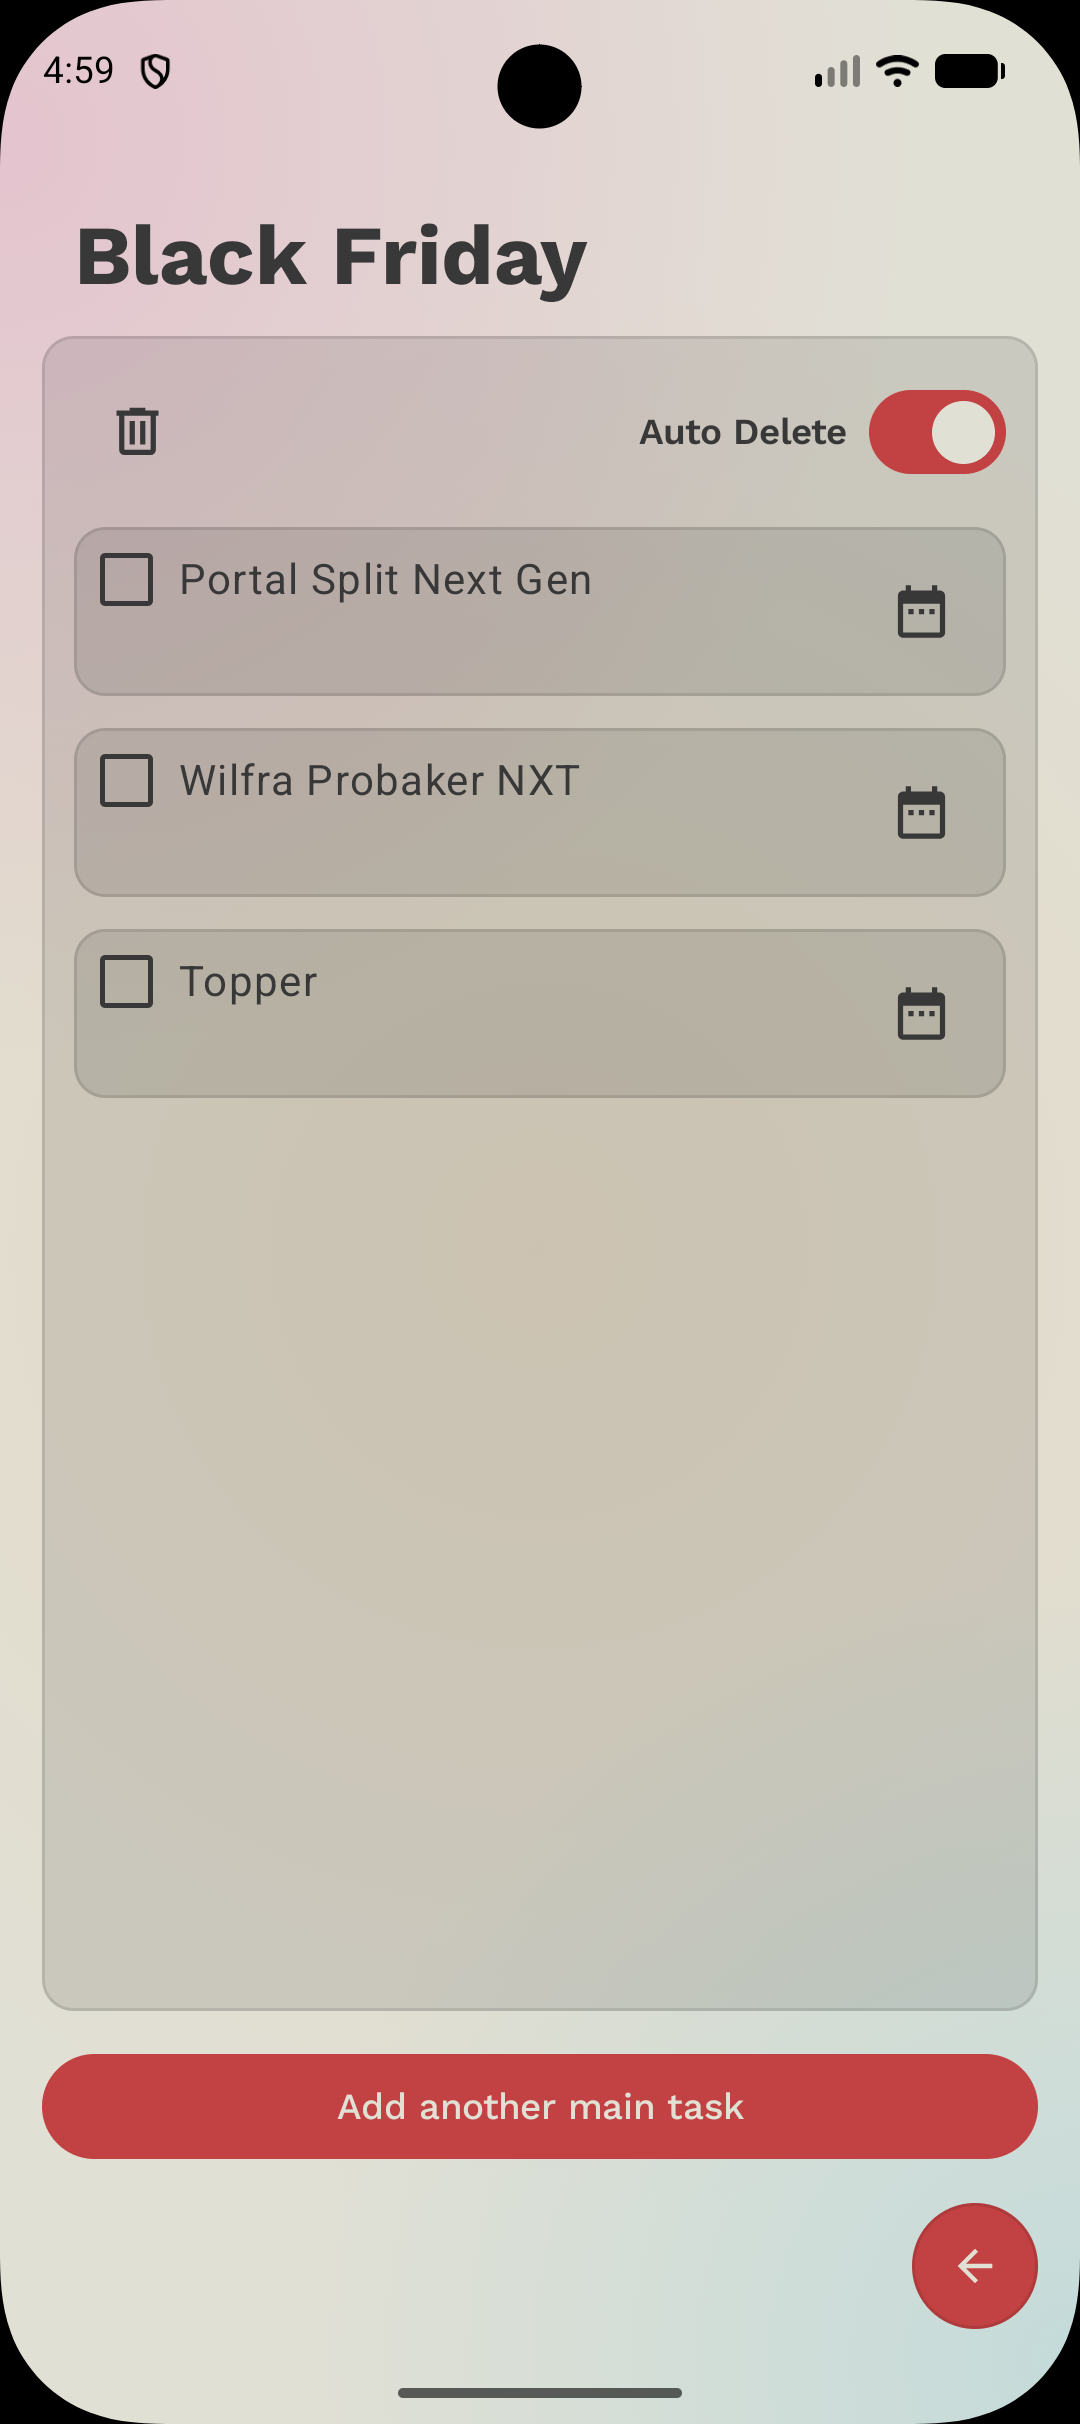 4:59
Black Friday
Auto Delete
Portal Split Next Gen
Wilfra Probaker NXT
Topper
Add another main task